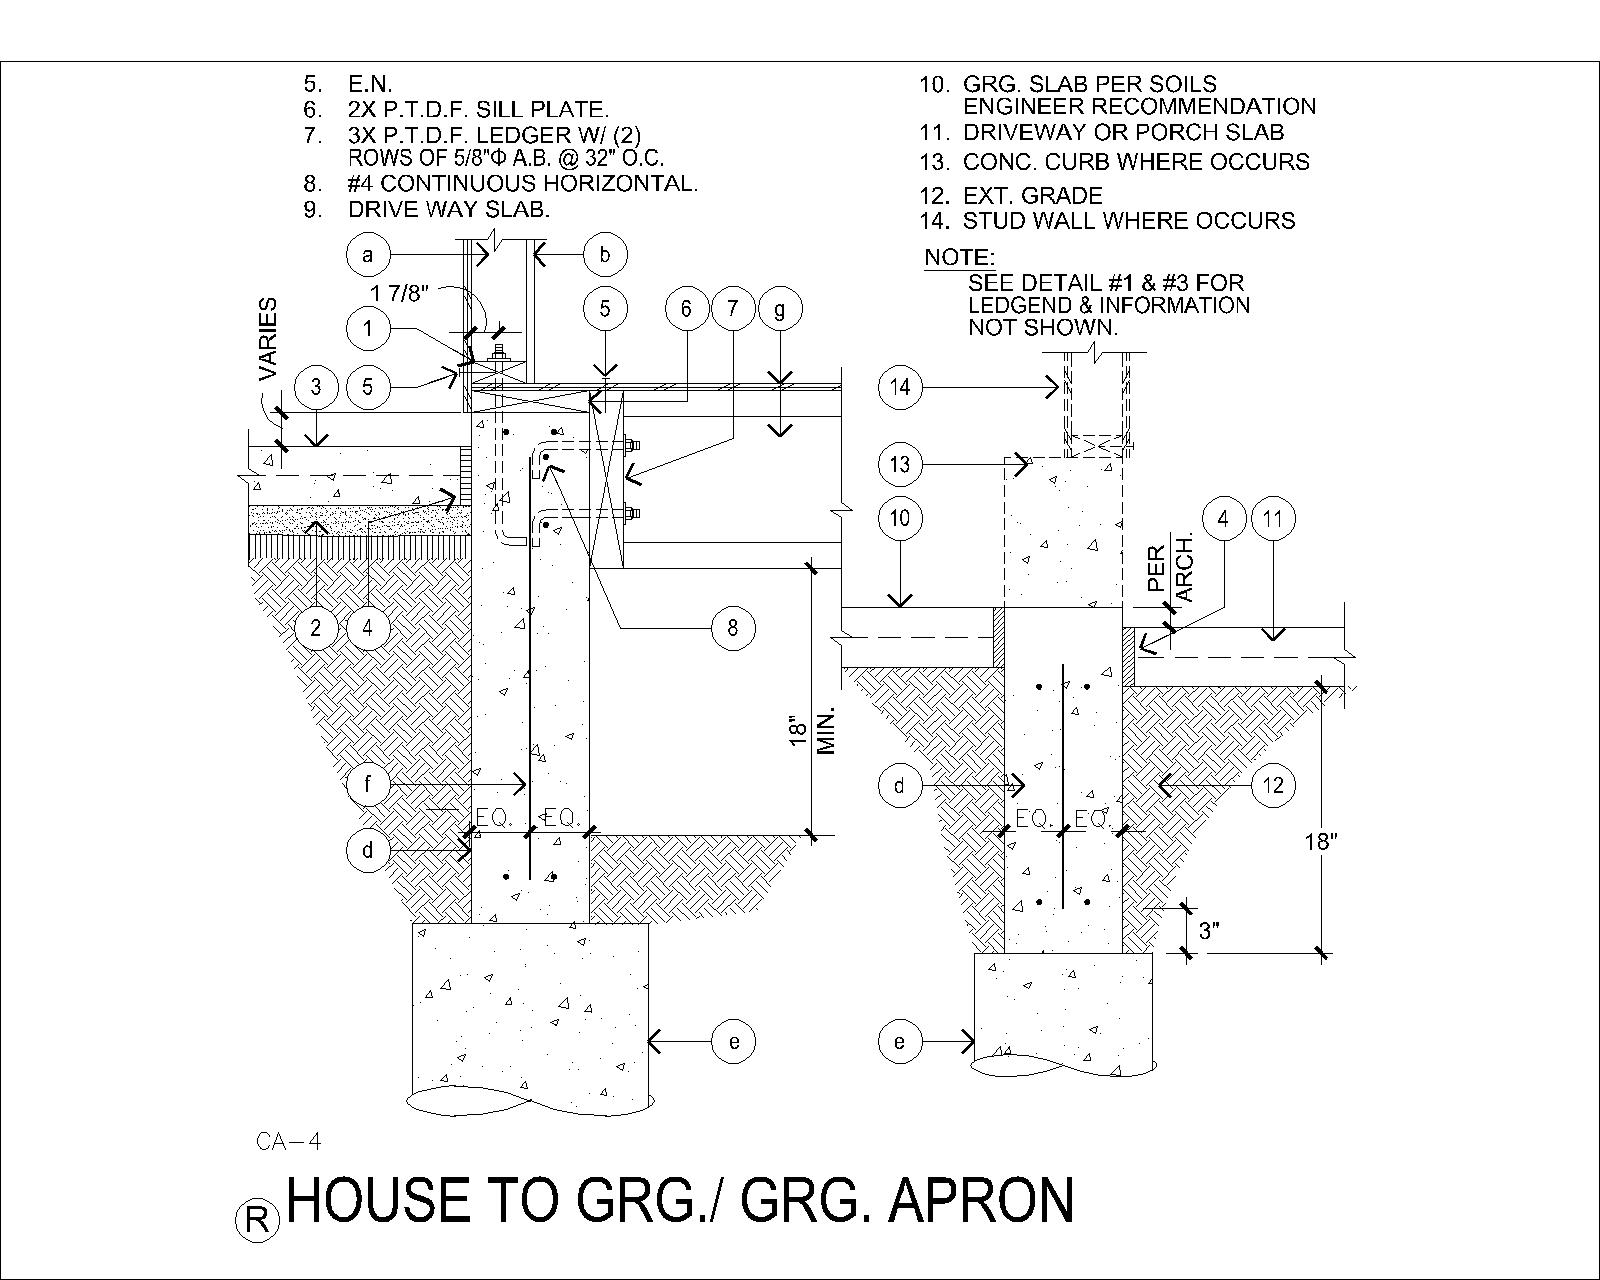 5. E.N.
6. 2X P.T.D.F. SILL PLATE.
7. 3X P.T.D.F. LEDGER W/ (2)
ROWS OF 5/8"Φ A.B. @ 32" O.C.
8. #4 CONTINUOUS HORIZONTAL.
9. DRIVE WAY SLAB.
10. GRG. SLAB PER SOILS
ENGINEER RECOMMENDATION
11. DRIVEWAY OR PORCH SLAB
13. CONC. CURB WHERE OCCURS
12. EXT. GRADE
14. STUD WALL WHERE OCCURS
NOTE:
SEE DETAIL #1 & #3 FOR
LEDGEND & INFORMATION
NOT SHOWN.
a
b
1 7/8"
VARIES
1
5
6
7
g
3
5
14
13
10
4
11
PER
ARCH.
2
4
8
18"
MIN.
f
d
12
EQ.
EQ.
EQ.
EQ.
d
18"
3"
e
e
CA-4
R
HOUSE TO GRG./ GRG. APRON